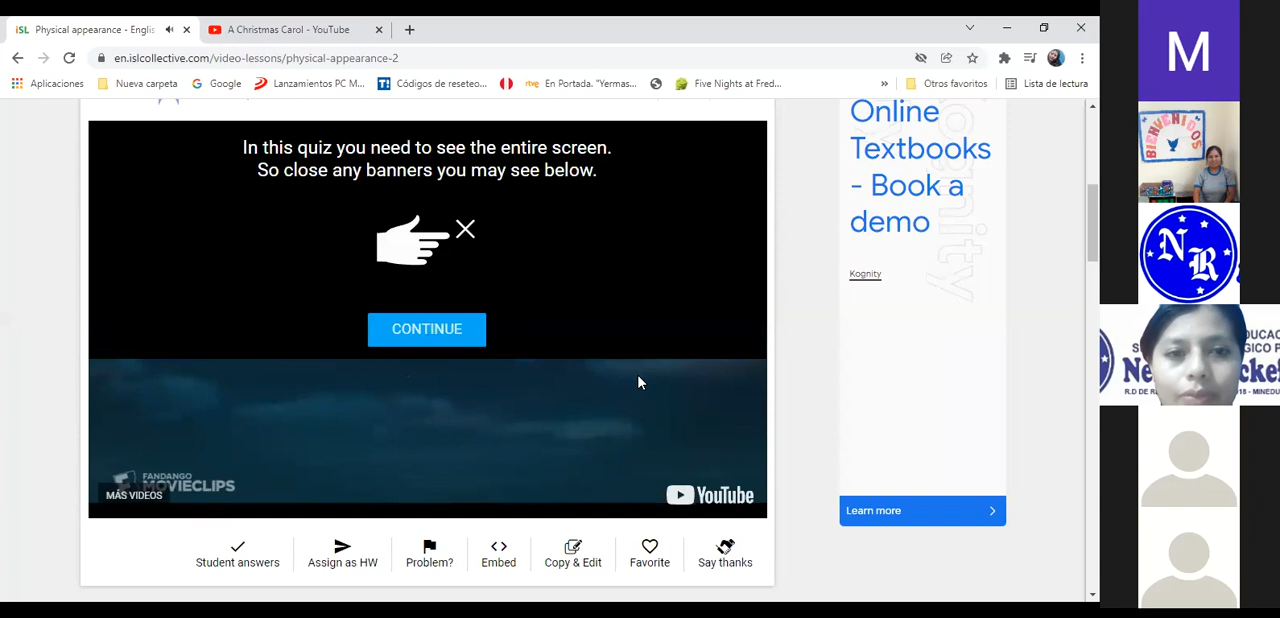 iSL Physical appearance - Englis
A Christmas Carol - YouTube
en.islcollective.com/video-lessons/physical-appearance-2
Aplicaciones
Nueva carpeta
Google
Lanzamientos PC M...
Códigos de reseteo...
rtve En Portada. "Yermas...
Five Nights at Fred...
»
Otros favoritos
Lista de lectura
In this quiz you need to see the entire screen.
So close any banners you may see below.
CONTINUE
FANDANGO
MOVIECLIPS
MÁS VIDEOS
YouTube
Student answers
Assign as HW
Problem?
Embed
Copy & Edit
Favorite
Say thanks
Online
Textbooks
- Book a
demo
Kognity
Learn more
M
BIENVENIDOS
NR